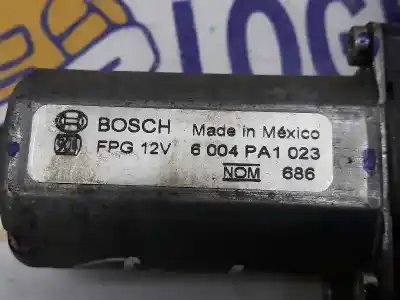 BOSCH Made in México
FPG 12V 6 004 PA1 023
NOM 686